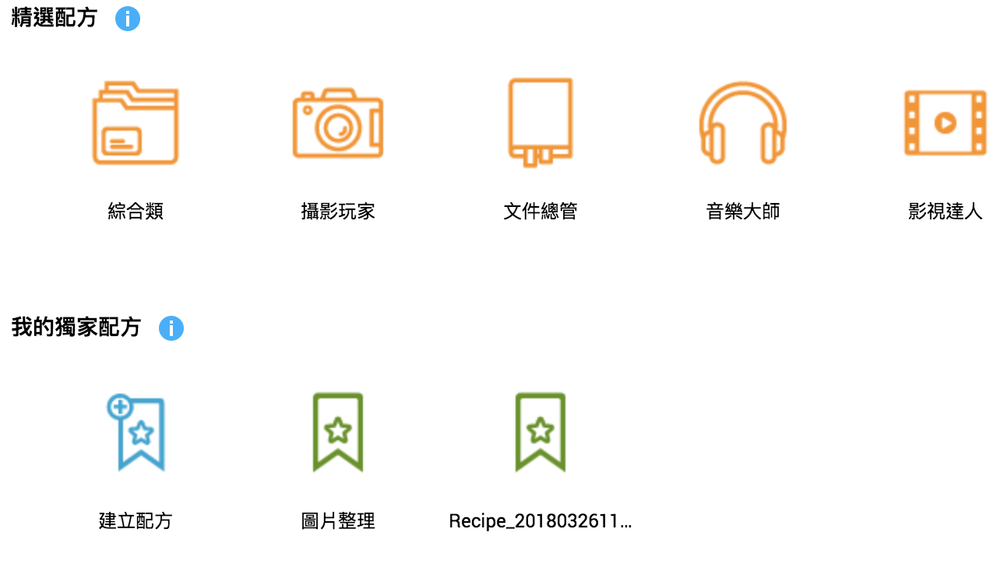 精選配方
綜合類
攝影玩家
文件總管
音樂大師
影視達人
我的獨家配方
建立配方
圖片整理
Recipe_2018032611...